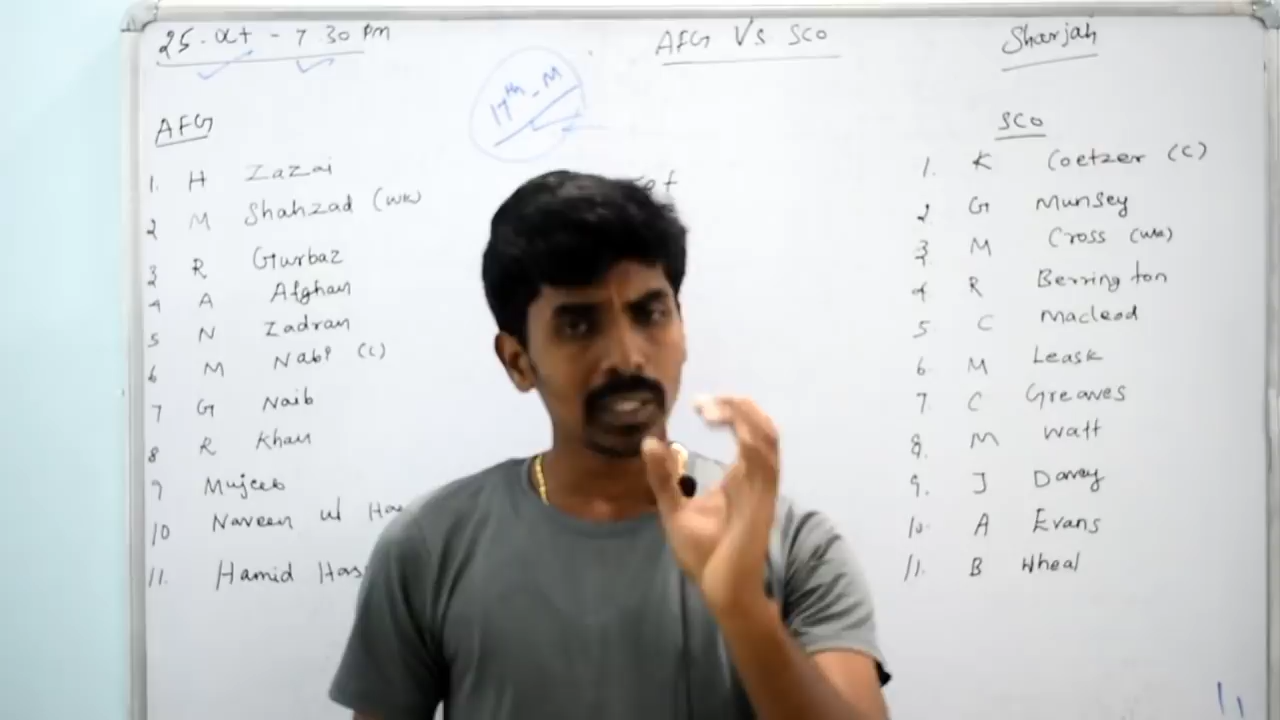 25 - oct - 7 30 pm
AFG Vs SCO
Sharjah
17th - M
AFG
1. H Zazai
2 M Shahzad (wk)
3 R Gurbaz
4 A Afghan
5 N Zadran
6 M Nabi (C)
7 G Naib
8 R Khan
9 Mujeeb
10 Naveen ul Ha
11. Hamid Has
SCO
1. K Coetzer (C)
2 G Munsey
3 M Cross (wk)
4 R Berrington
5 C Macleod
6. M Leask
7. C Greaves
8. M Watt
9. J Davey
10. A Evans
11. B Wheal